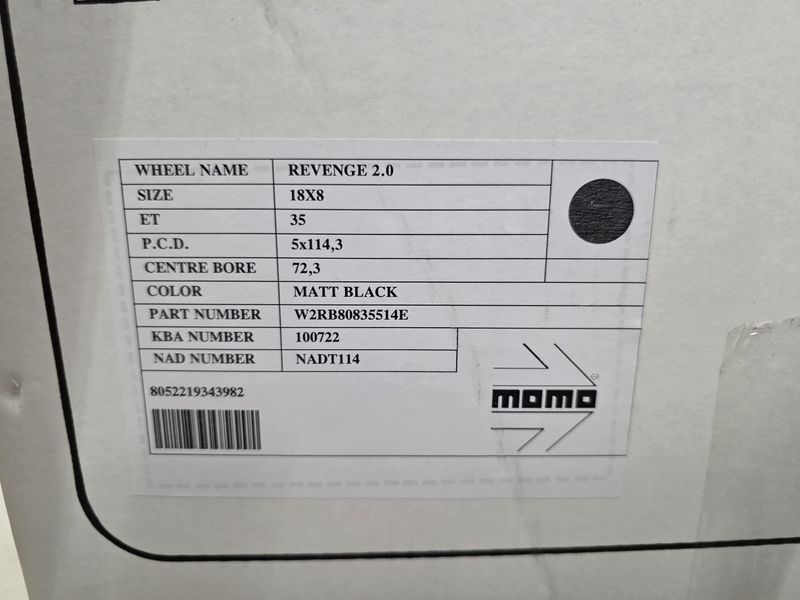 WHEEL NAME REVENGE 2.0
SIZE 18X8
ET 35
P.C.D. 5x114,3
CENTRE BORE 72,3
COLOR MATT BLACK
PART NUMBER W2RB80835514E
KBA NUMBER 100722
NAD NUMBER NADT114
8052219343982
momo